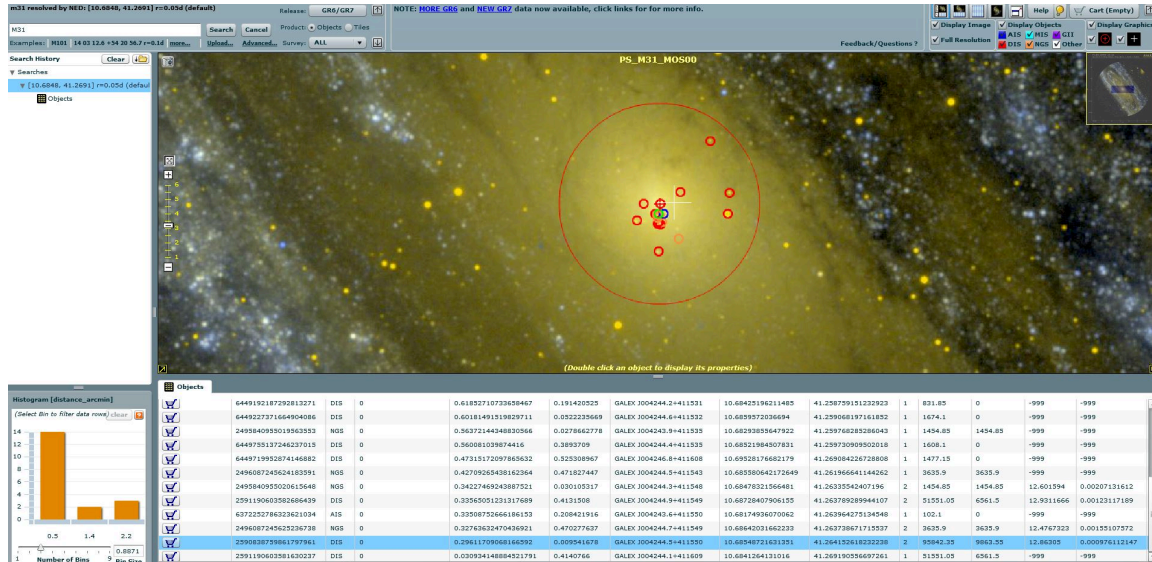 m31 resolved by NED: [10.6848, 41.2691] r=0.05d (default)
Release: GR6/GR7
NOTE: MORE GR6 and NEW GR7 data now available, click links for for more info.
Help Cart (Empty)
M31
Search Cancel Product: Objects Tiles
Display Image Display Objects Display Graphics
Examples: M101 14 03 12.6 +54 20 56.7 r=0.1d more... Upload... Advanced... Survey: ALL
Feedback/Questions ?
Full Resolution AIS MIS GII
DIS NGS Other
Search History Clear
Searches
[10.6848, 41.2691] r=0.05d (defaul
Objects
PS_M31_MOS00
6
5
4
3
2
1
(Double click an object to display its properties)
Objects
Histogram [distance_arcmin]
(Select Bin to filter data rows) clear
14
12
10
8
6
4
2
0
0.5 1.4 2.2
0.8871
1 Number of Bins 9 Bin Size
6449192187292813271 DIS 0 0.61852710733658467 0.191420525 GALEX J004244.2+411531 10.68425196211485 41.258759151232923 1 831.85 0 -999 -999
6449227371664904086 DIS 0 0.60181491519829711 0.0522235669 GALEX J004244.6+411532 10.6859572036694 41.259068197161852 1 1674.1 0 -999 -999
2495840955019563553 NGS 0 0.56372144348830566 0.0278662778 GALEX J004243.9+411535 10.68293855647922 41.259768285286043 1 1454.85 1454.85 -999 -999
6449755137246237019 DIS 0 0.560081039874416 0.3893709 GALEX J004244.4+411535 10.68521984507831 41.259730909502018 1 1608.1 0 -999 -999
6449719952874146882 DIS 0 0.47315172097865632 0.525308967 GALEX J004246.8+411608 10.69528176682179 41.269084226728808 1 1477.15 0 -999 -999
2496087245624183591 NGS 0 0.42709265438162364 0.471827447 GALEX J004244.5+411543 10.685580642172649 41.261966641144262 1 3635.9 3635.9 -999 -999
2495840955020615648 NGS 0 0.34227469243887521 0.030105317 GALEX J004244.3+411548 10.68478321566481 41.26335542407196 2 1454.85 1454.85 12.601594 0.00207131612
2591190603582686439 DIS 0 0.33565051231317689 0.4131508 GALEX J004244.9+411549 10.68728407906155 41.263789289944107 2 51551.05 6561.5 12.9311666 0.00123117189
6372252786323621034 AIS 0 0.33508752666186153 0.208421916 GALEX J004243.6+411550 10.68174936070062 41.263964275134548 1 102.1 0 -999 -999
2496087245625236738 NGS 0 0.32763632470436921 0.470277637 GALEX J004244.7+411549 10.68642031662233 41.263738671715537 2 3635.9 3635.9 12.4767323 0.00155107572
2590838759861797961 DIS 0 0.29611709068166592 0.009541678 GALEX J004244.5+411550 10.68548721631351 41.264152618232238 2 95842.35 9863.55 12.86305 0.000976112147
2591190603581630237 DIS 0 0.030934148884521791 0.4140766 GALEX J004244.1+411609 10.6841264131016 41.269190556697261 1 51551.05 6561.5 -999 -999